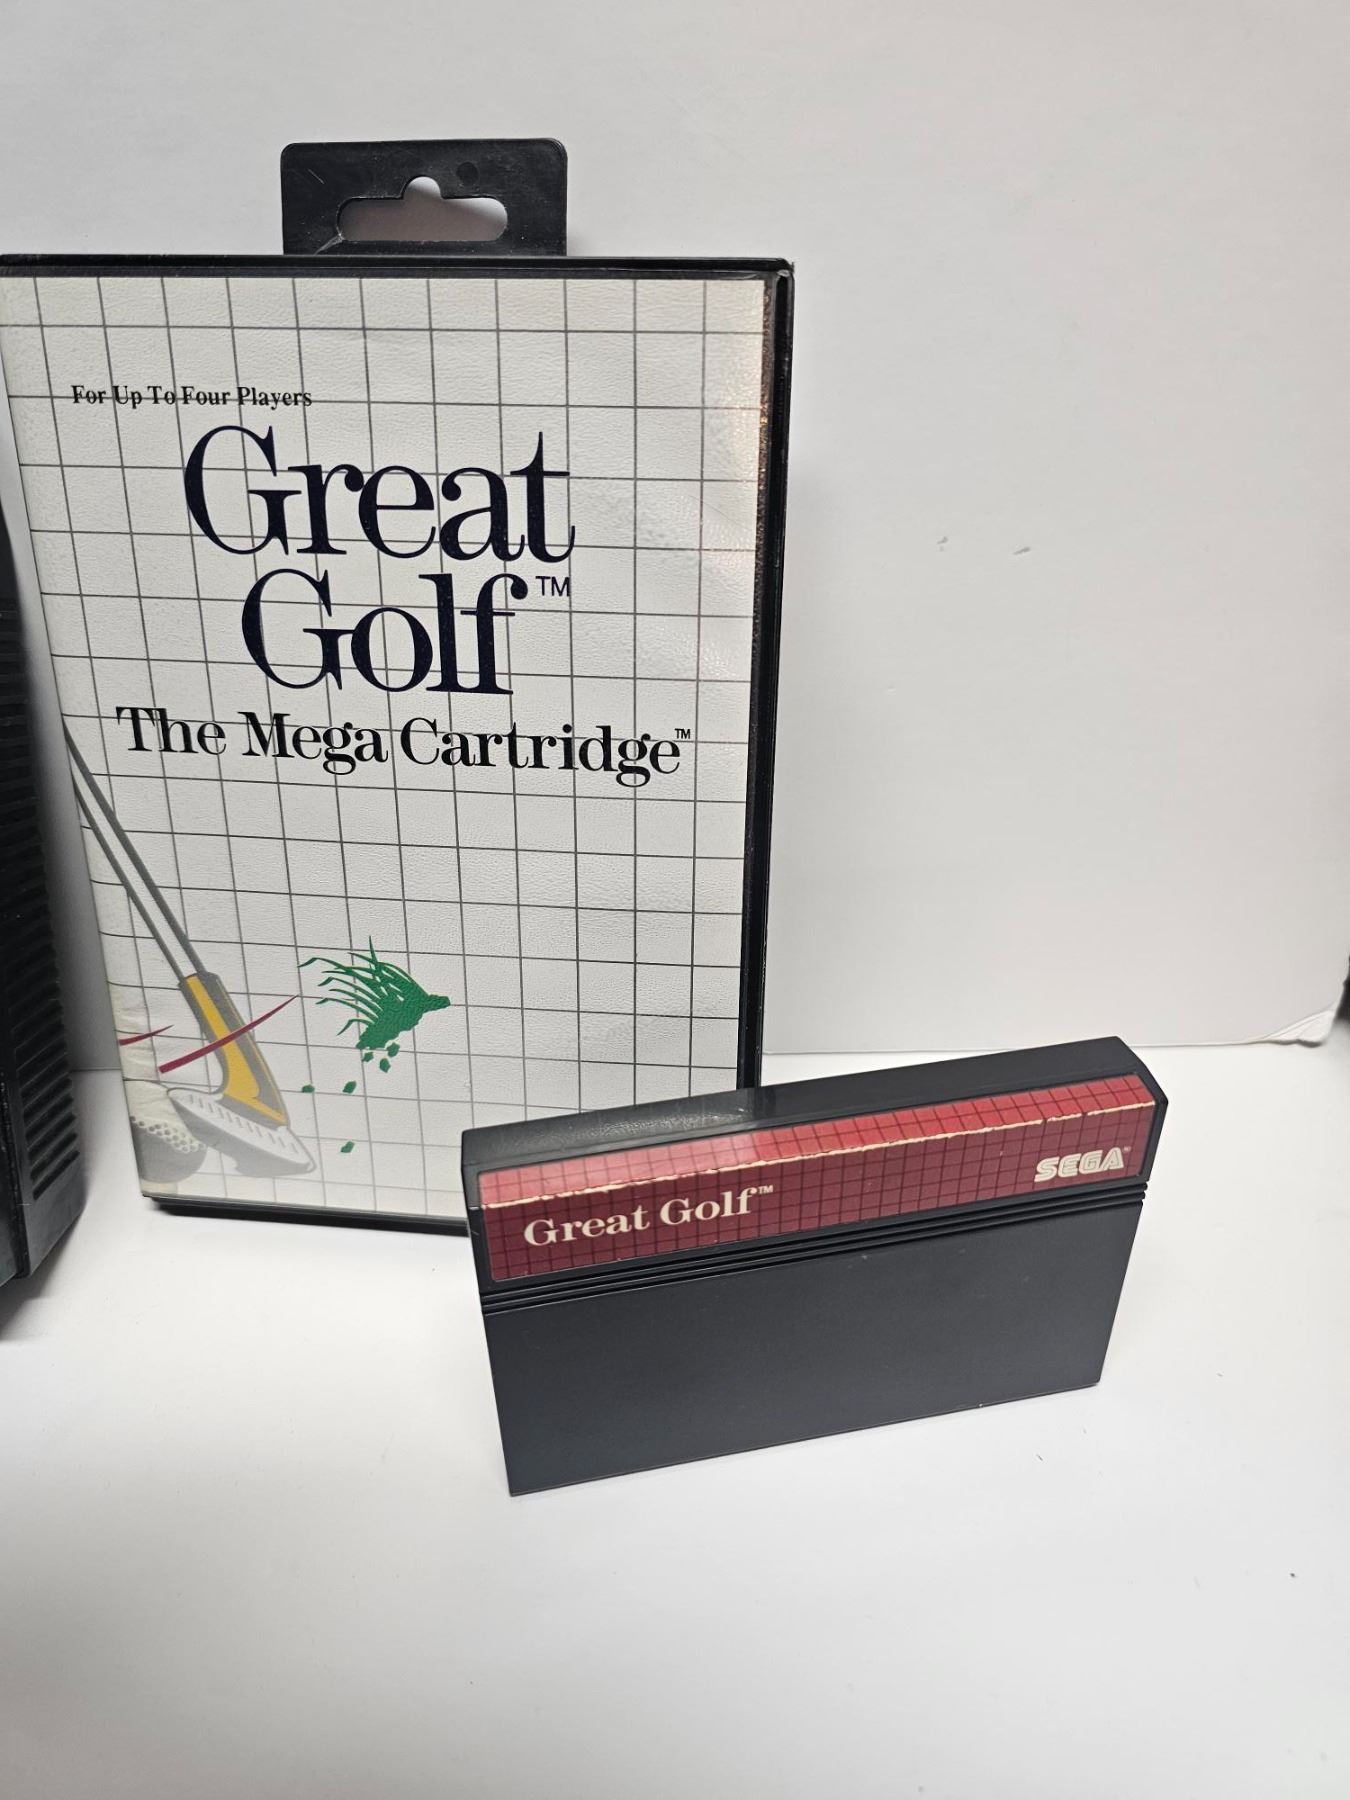 For Up To Four Players
Great
Golf™
The Mega Cartridge™
Great Golf™
SEGA®